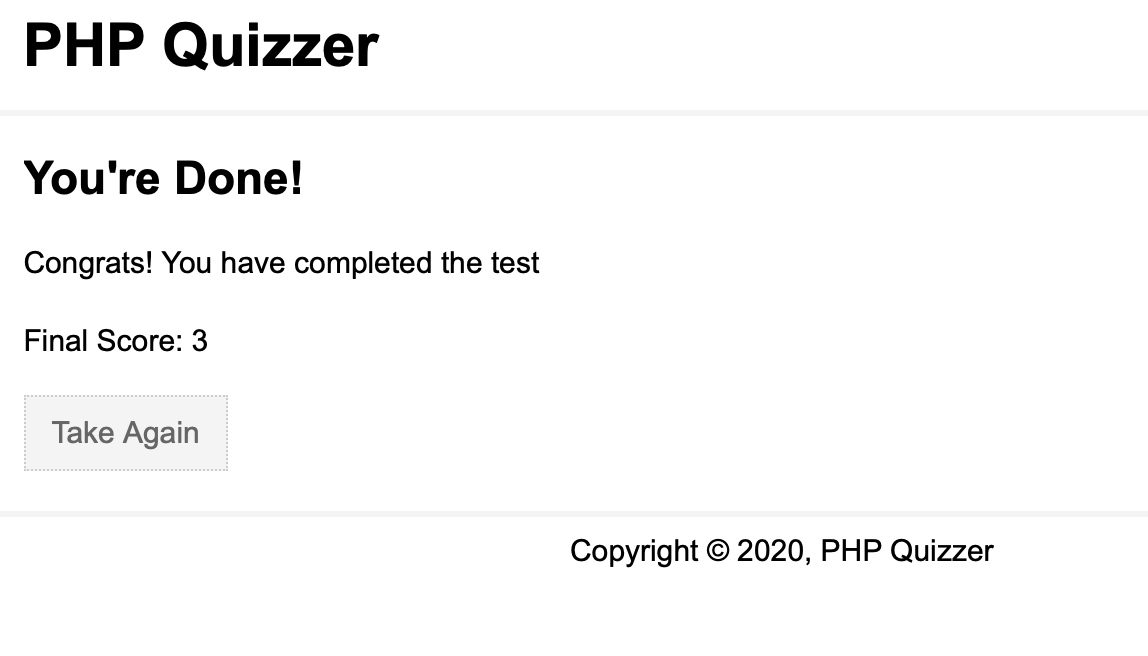 PHP Quizzer
You're Done!
Congrats! You have completed the test
Final Score: 3
Take Again
Copyright © 2020, PHP Quizzer